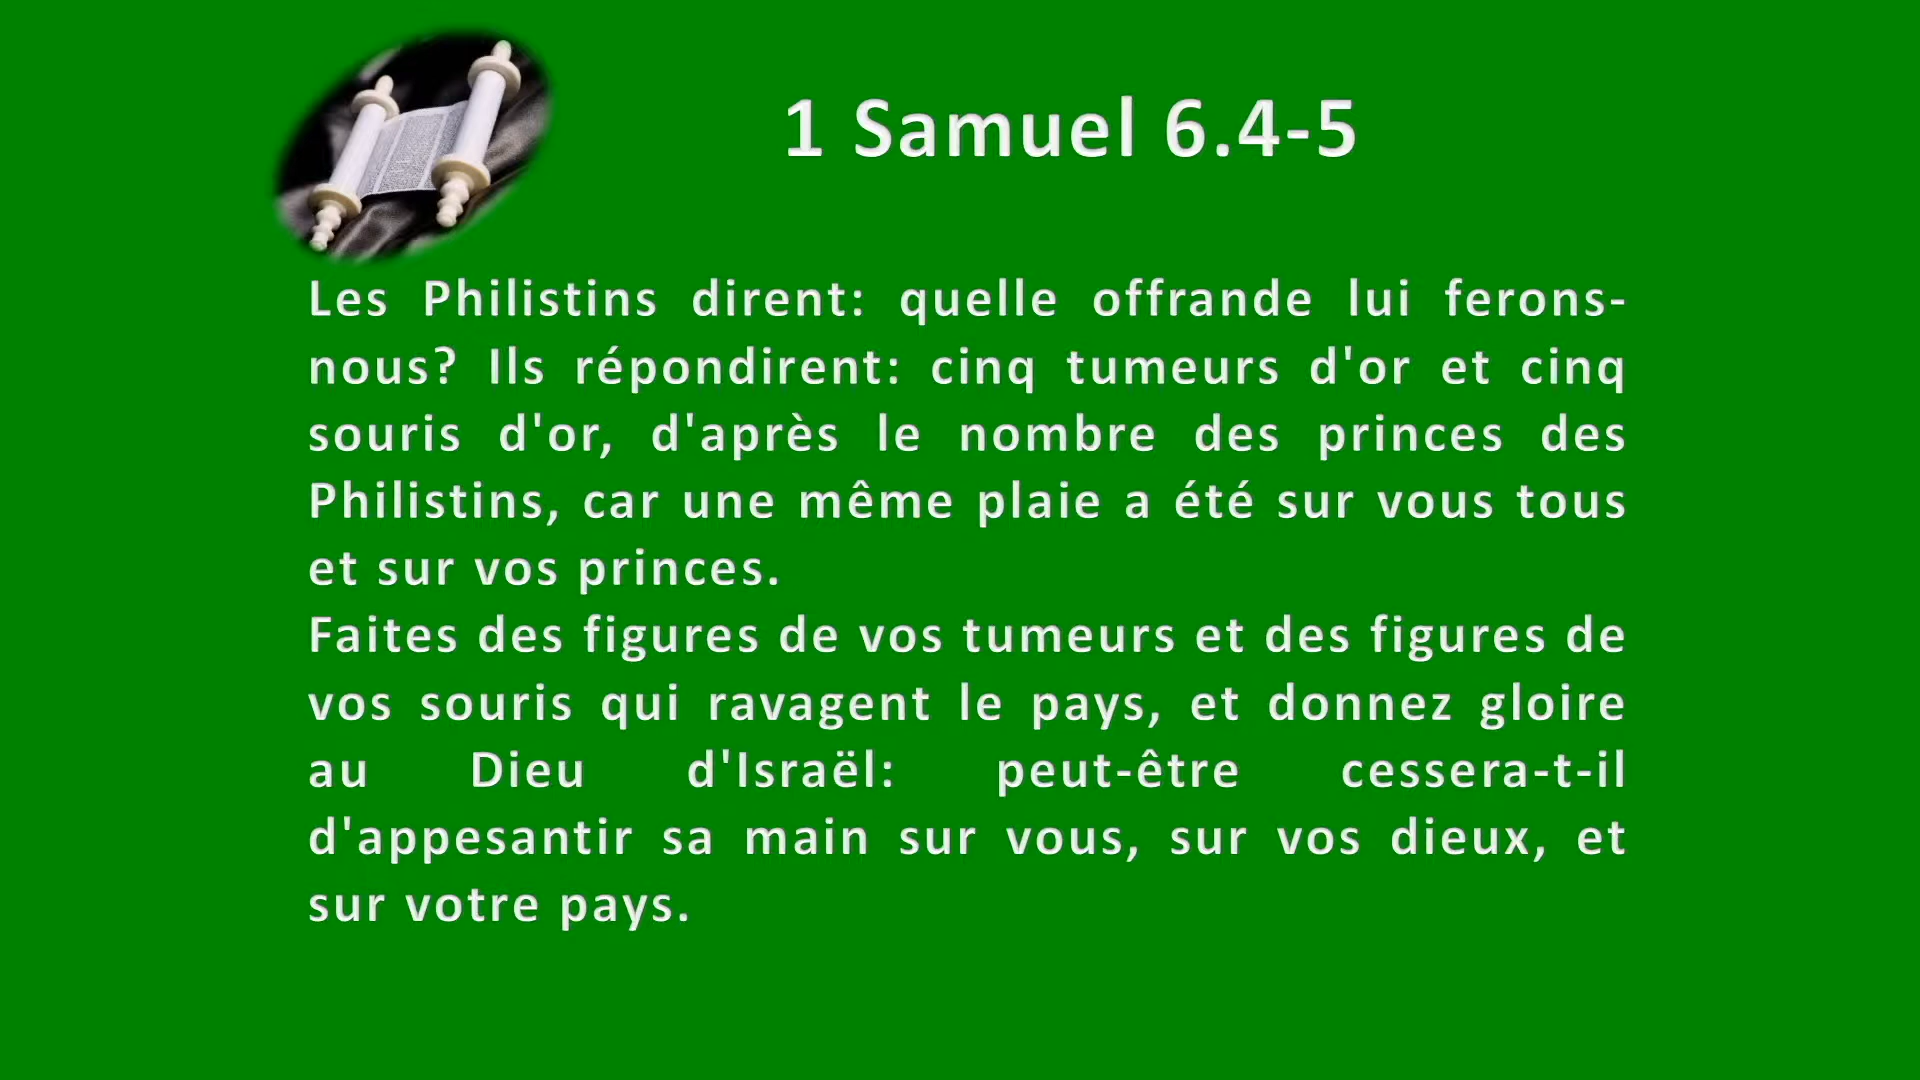 1 Samuel 6.4-5
Les Philistins dirent: quelle offrande lui ferons-
nous? Ils répondirent: cinq tumeurs d'or et cinq
souris d'or, d'après le nombre des princes des
Philistins, car une même plaie a été sur vous tous
et sur vos princes.
Faites des figures de vos tumeurs et des figures de
vos souris qui ravagent le pays, et donnez gloire
au Dieu d'Israël: peut-être cessera-t-il
d'appesantir sa main sur vous, sur vos dieux, et
sur votre pays.